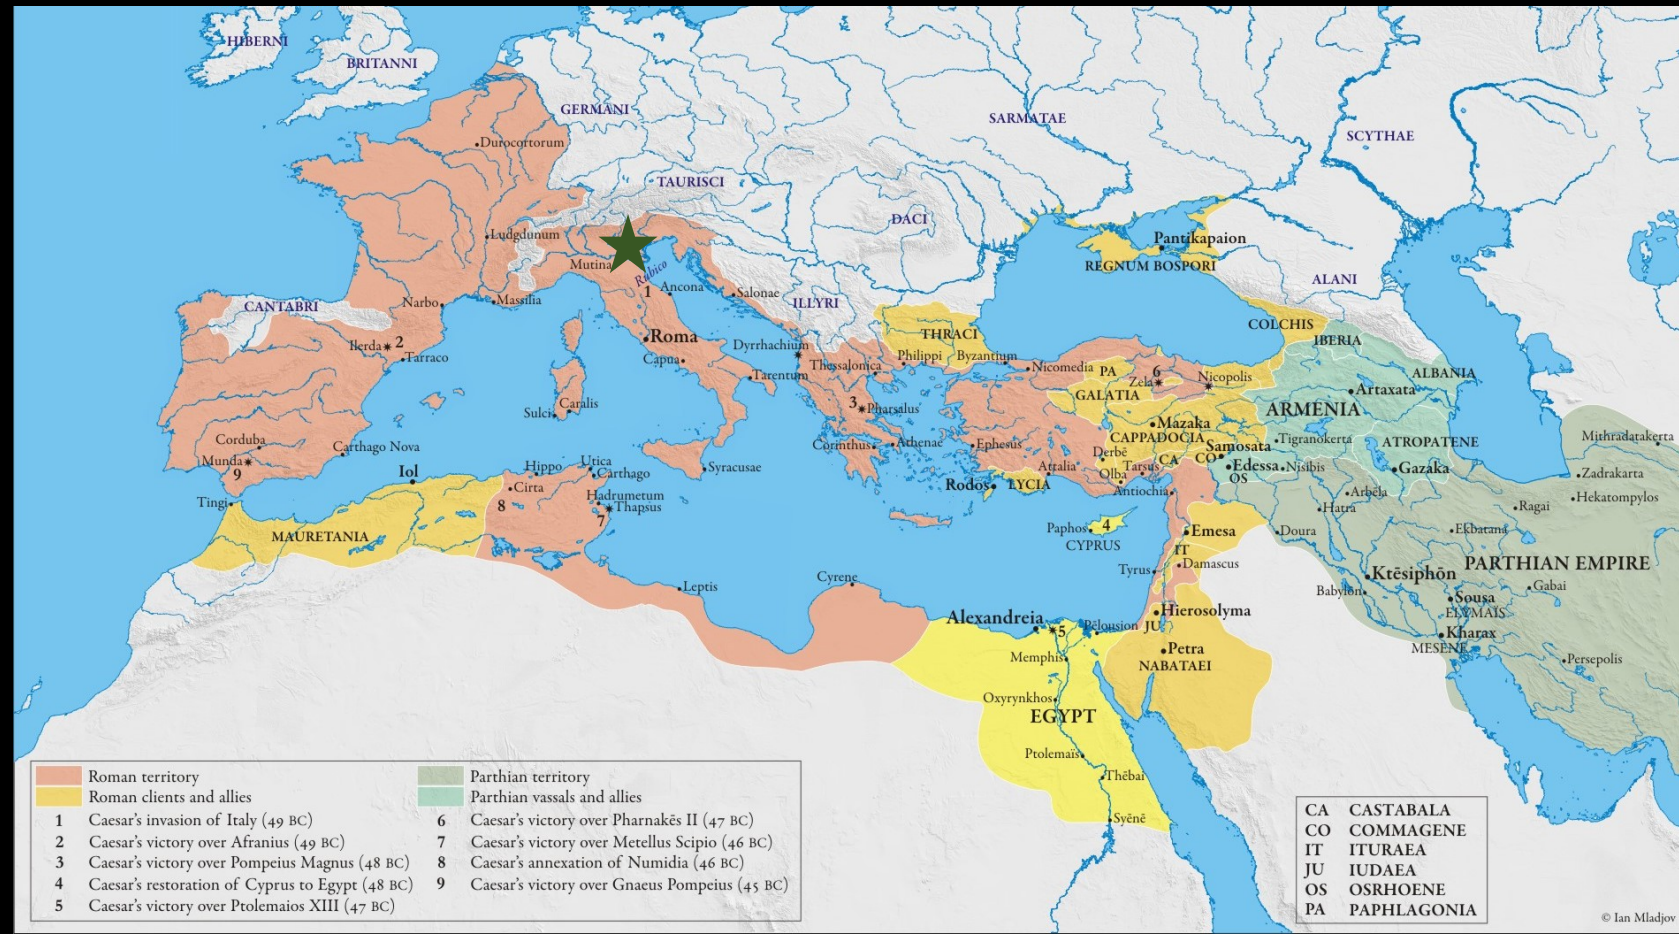 HIBERNI
BRITANNI
GERMANI
SARMATAE
SCYTHAE
Durocortorum
TAURISCI
DACI
Ludgdunum
Mutina
Rubico
Pantikapaion
REGNUM BOSPORI
ALANI
CANTABRI
Narbo
Massilia
1
Ancona
Salonae
ILLYRI
THRACI
COLCHIS
IBERIA
Ilerda
2
Tarraco
Roma
Capua
Dyrrhachium
Tarentum
Thessalonica
Philippi
Byzantium
Nicomedia
PA
6
Zela
Nicopolis
GALATIA
ALBANIA
Artaxata
ARMENIA
Sulci
Caralis
3
Pharsalus
Mazaka
CAPPADOCIA
Corduba
Munda
9
Carthago Nova
Corinthus
Athenae
Ephesus
Derbē
Samosata
CO
Tigranokerta
ATROPATENE
Mithradatakerta
Iol
Hippo
Utica
Carthago
Cirta
Syracusae
Rodos
LYCIA
Attalia
Olba
Tarsus
CA
Antiochia
Edessa
OS
Nisibis
Gazaka
Zadrakarta
Tingi
8
Hadrumetum
Thapsus
7
Arbēla
Hatra
Hekatompylos
Ragai
MAURETANIA
Paphos
4
CYPRUS
Emesa
IT
Doura
Ekbatana
Tyrus
Damascus
PARTHIAN EMPIRE
Leptis
Cyrene
Ktēsiphōn
Babylōn
Sousa
ELYMAÏS
Gabai
Alexandreia
5
Pēlousion
JU
Hierosolyma
Kharax
MESENE
Memphis
Petra
NABATAEI
Persepolis
Oxyrynkhos
EGYPT
Ptolemaïs
Thēbai
Syēnē
Roman territory
Roman clients and allies
1 Caesar's invasion of Italy (49 BC)
2 Caesar's victory over Afranius (49 BC)
3 Caesar's victory over Pompeius Magnus (48 BC)
4 Caesar's restoration of Cyprus to Egypt (48 BC)
5 Caesar's victory over Ptolemaios XIII (47 BC)
Parthian territory
Parthian vassals and allies
6 Caesar's victory over Pharnakēs II (47 BC)
7 Caesar's victory over Metellus Scipio (46 BC)
8 Caesar's annexation of Numidia (46 BC)
9 Caesar's victory over Gnaeus Pompeius (45 BC)
CA CASTABALA
CO COMMAGENE
IT ITURAEA
JU IUDAEA
OS OSRHOENE
PA PAPHLAGONIA
© Ian Mladjov